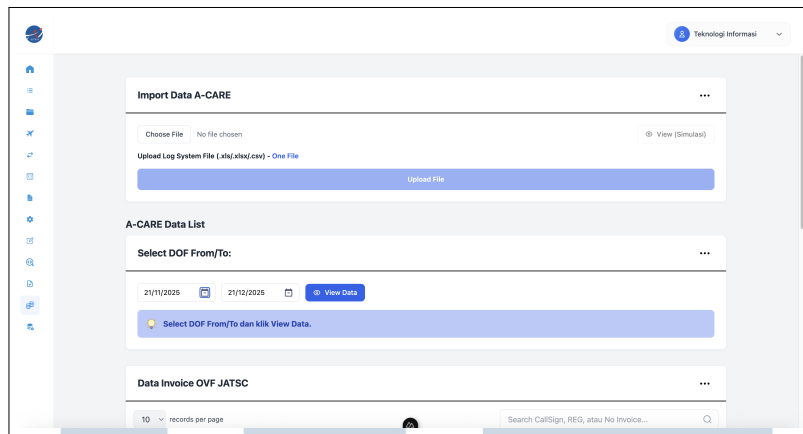 Teknologi Informasi
Import Data A-CARE
Choose File No file chosen
View (Simulasi)
Upload Log System File (.xls/.xlsx/.csv) - One File
Upload File
A-CARE Data List
Select DOF From/To:
21/11/2025 21/12/2025 View Data
Select DOF From/To dan klik View Data.
Data Invoice OVF JATSC
10 records per page
Search CallSign, REG, atau No Invoice...